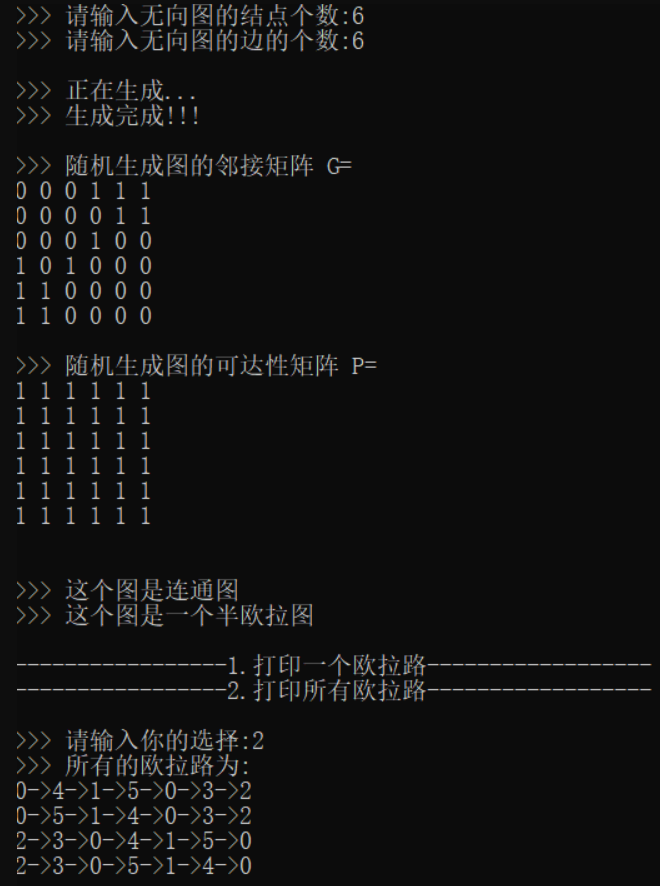 >>> 请输入无向图的结点个数:6
>>> 请输入无向图的边的个数:6
>>> 正在生成...
>>> 生成完成!!!
>>> 随机生成图的邻接矩阵 G=
0 0 0 1 1 1
0 0 0 0 1 1
0 0 0 1 0 0
1 0 1 0 0 0
1 1 0 0 0 0
1 1 0 0 0 0
>>> 随机生成图的可达性矩阵 P=
1 1 1 1 1 1
1 1 1 1 1 1
1 1 1 1 1 1
1 1 1 1 1 1
1 1 1 1 1 1
1 1 1 1 1 1
>>> 这个图是连通图
>>> 这个图是一个半欧拉图
-----------------1.打印一个欧拉路------------------
-----------------2.打印所有欧拉路------------------
>>> 请输入你的选择:2
>>> 所有的欧拉路为:
0->4->1->5->0->3->2
0->5->1->4->0->3->2
2->3->0->4->1->5->0
2->3->0->5->1->4->0